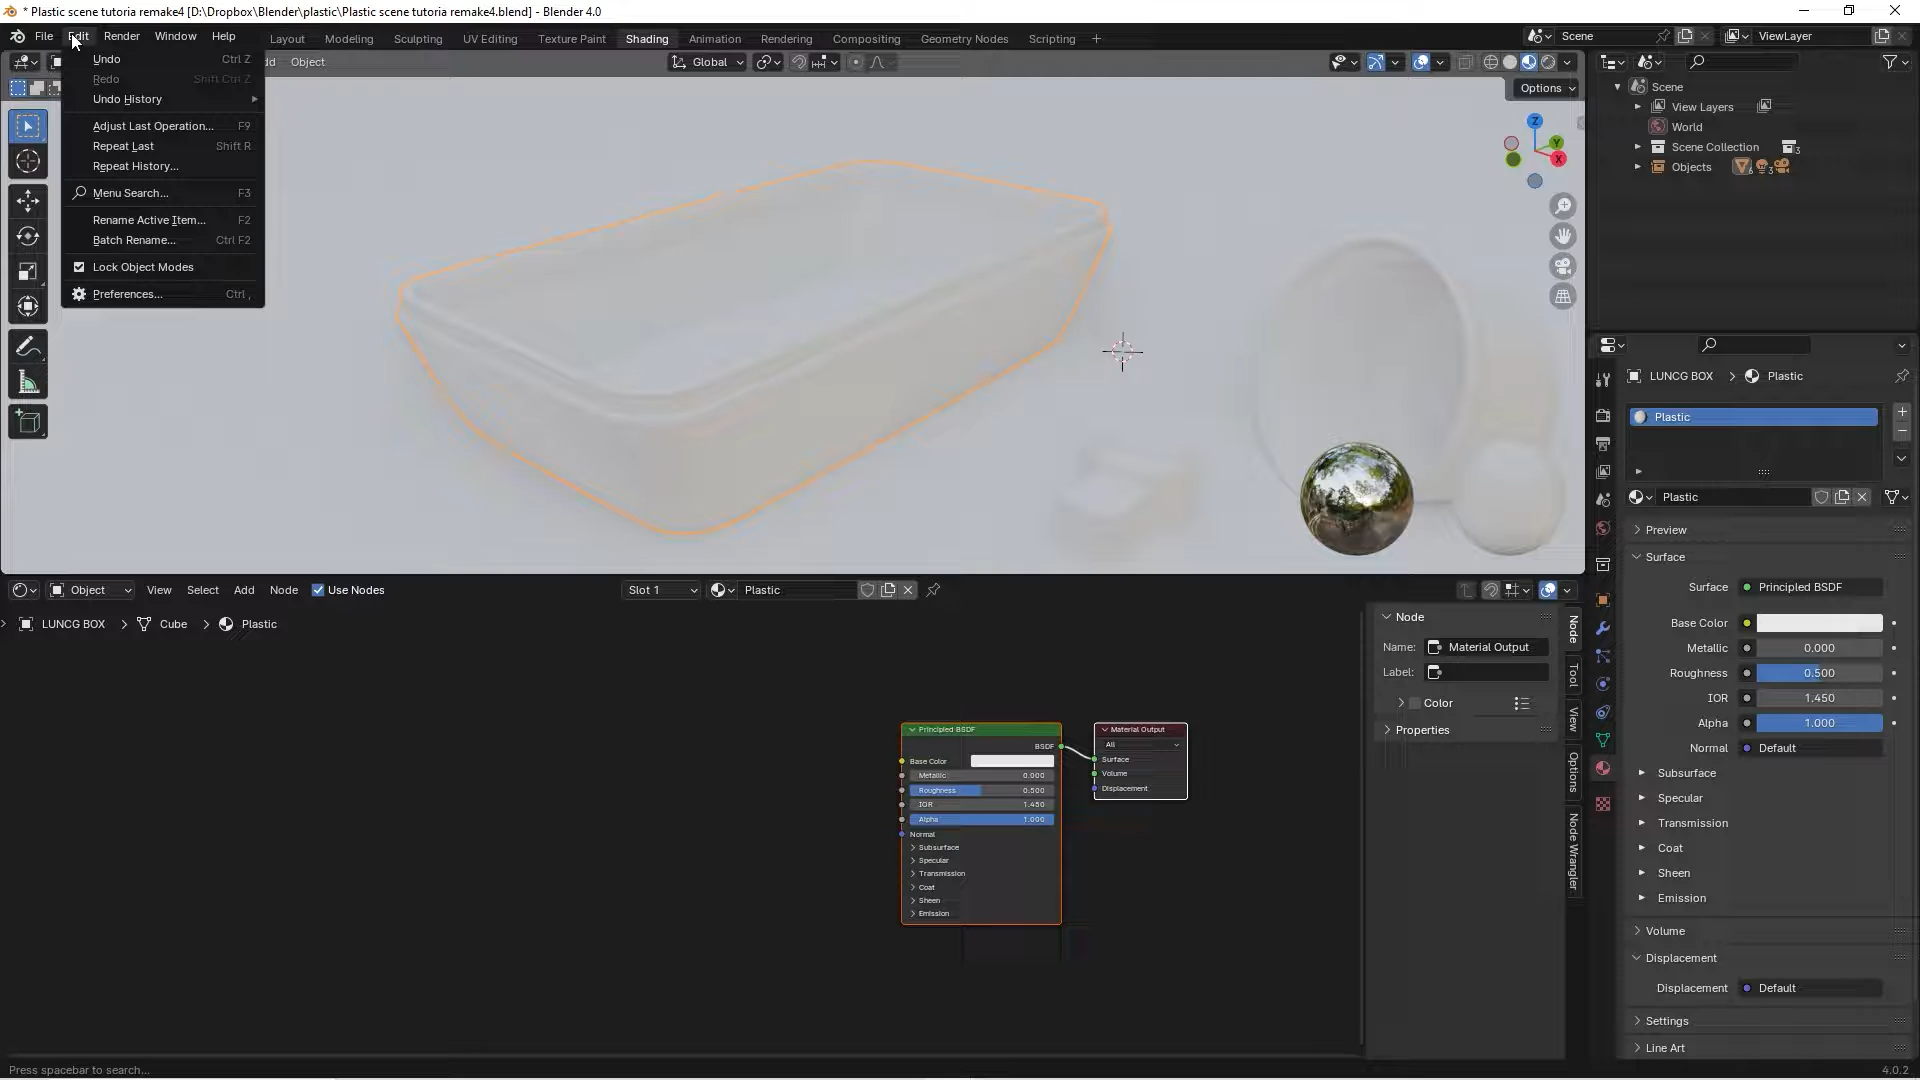 * Plastic scene tutoria remake4 [D:\Dropbox\Blender\plastic\Plastic scene tutoria remake4.blend] - Blender 4.0
File Edit Render Window Help Layout Modeling Sculpting UV Editing Texture Paint Shading Animation Rendering Compositing Geometry Nodes Scripting + Scene ViewLayer
dd Object Global
Options
Undo Ctrl Z
Redo Shift Ctrl Z
Undo History
Adjust Last Operation... F9
Repeat Last Shift R
Repeat History...
Menu Search... F3
Rename Active Item... F2
Batch Rename... Ctrl F2
Lock Object Modes
Preferences... Ctrl ,
Z
Y
X
Scene
View Layers
World
Scene Collection 3
Objects 6 3
LUNCG BOX > Plastic
Plastic
Plastic
Preview
Surface
Surface Principled BSDF
Base Color
Metallic 0.000
Roughness 0.500
IOR 1.450
Alpha 1.000
Normal Default
Subsurface
Specular
Transmission
Coat
Sheen
Emission
Volume
Displacement
Displacement Default
Settings
Line Art
Object View Select Add Node Use Nodes Slot 1 Plastic
LUNCG BOX > Cube > Plastic
Principled BSDF
BSDF
Base Color
Metallic 0.000
Roughness 0.500
IOR 1.450
Alpha 1.000
Normal
Subsurface
Specular
Transmission
Coat
Sheen
Emission
Material Output
All
Surface
Volume
Displacement
Node
Name: Material Output
Label:
Color
Properties
Node
Tool
View
Options
Node Wrangler
Press spacebar to search...
4.0.2